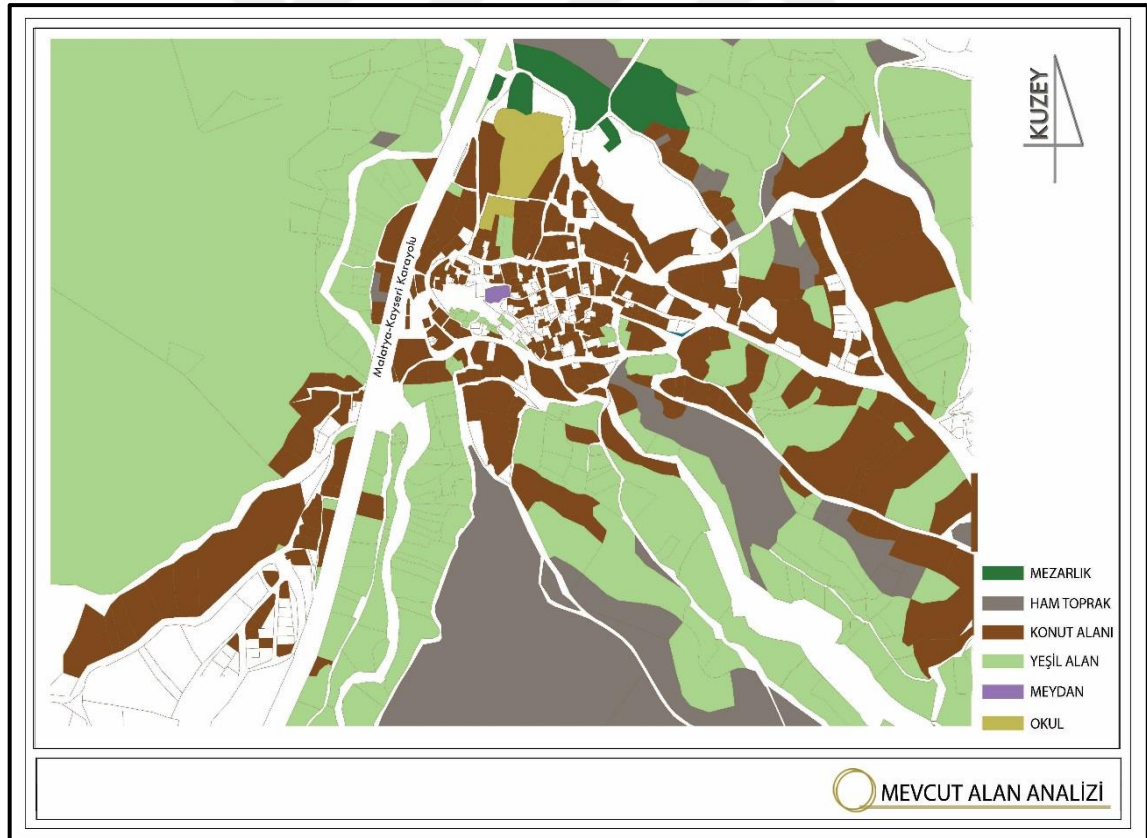 KUZEY
Malatya-Kayseri Karayolu
MEZARLIK
HAM TOPRAK
KONUT ALANI
YEŞİL ALAN
MEYDAN
OKUL
MEVCUT ALAN ANALİZİ